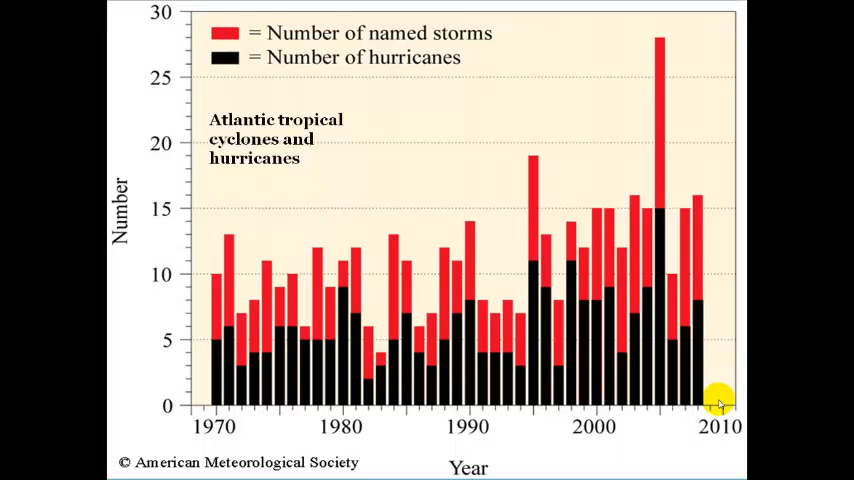 30
= Number of named storms
= Number of hurricanes
25
Atlantic tropical
cyclones and
hurricanes
20
Number
15
10
5
0
1970 1980 1990 2000 2010
© American Meteorological Society
Year